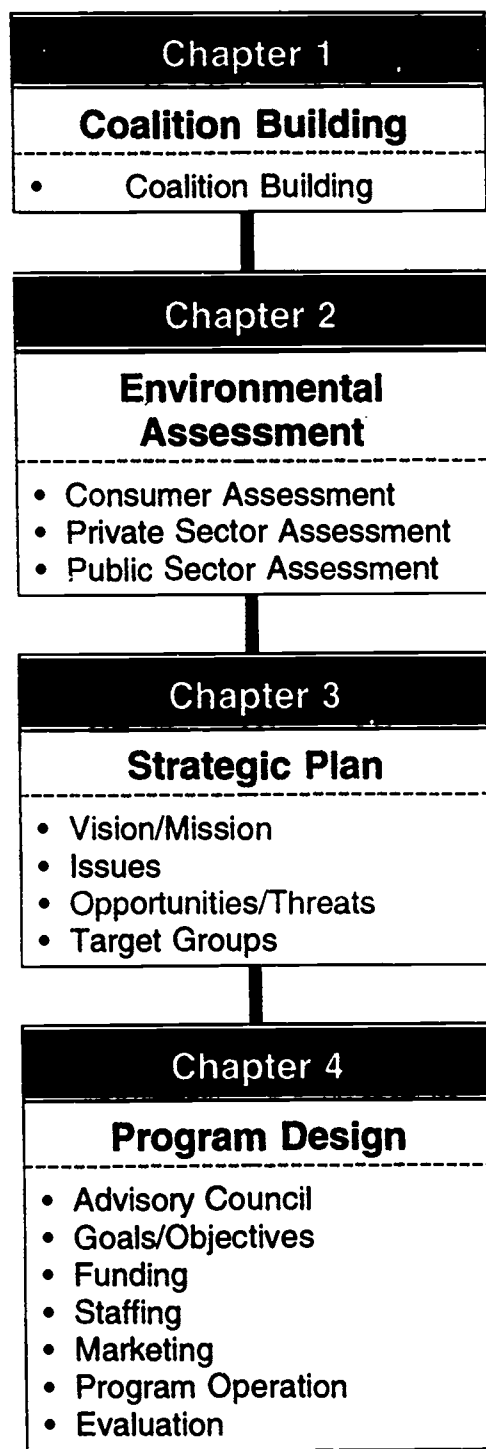 Chapter 1
Coalition Building
• Coalition Building
Chapter 2
Environmental
Assessment
• Consumer Assessment
• Private Sector Assessment
• Public Sector Assessment
Chapter 3
Strategic Plan
• Vision/Mission
• Issues
• Opportunities/Threats
• Target Groups
Chapter 4
Program Design
• Advisory Council
• Goals/Objectives
• Funding
• Staffing
• Marketing
• Program Operation
• Evaluation